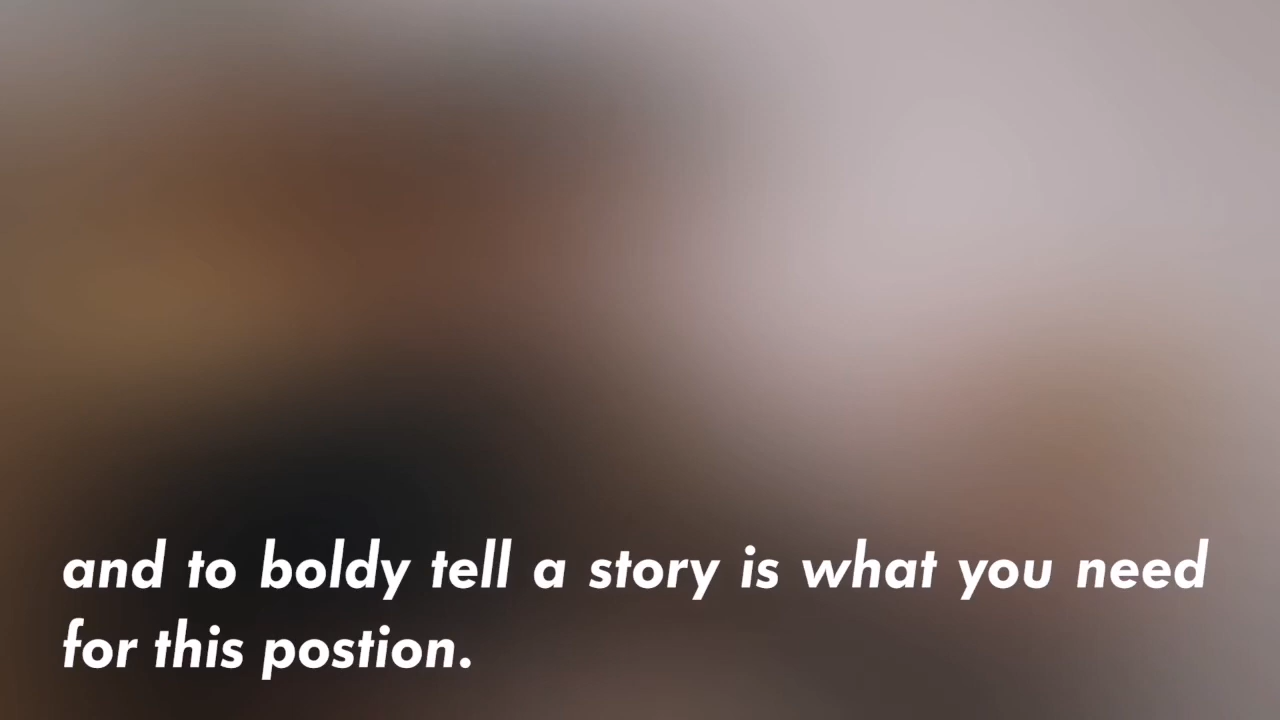 and to boldy tell a story is what you need
for this postion.